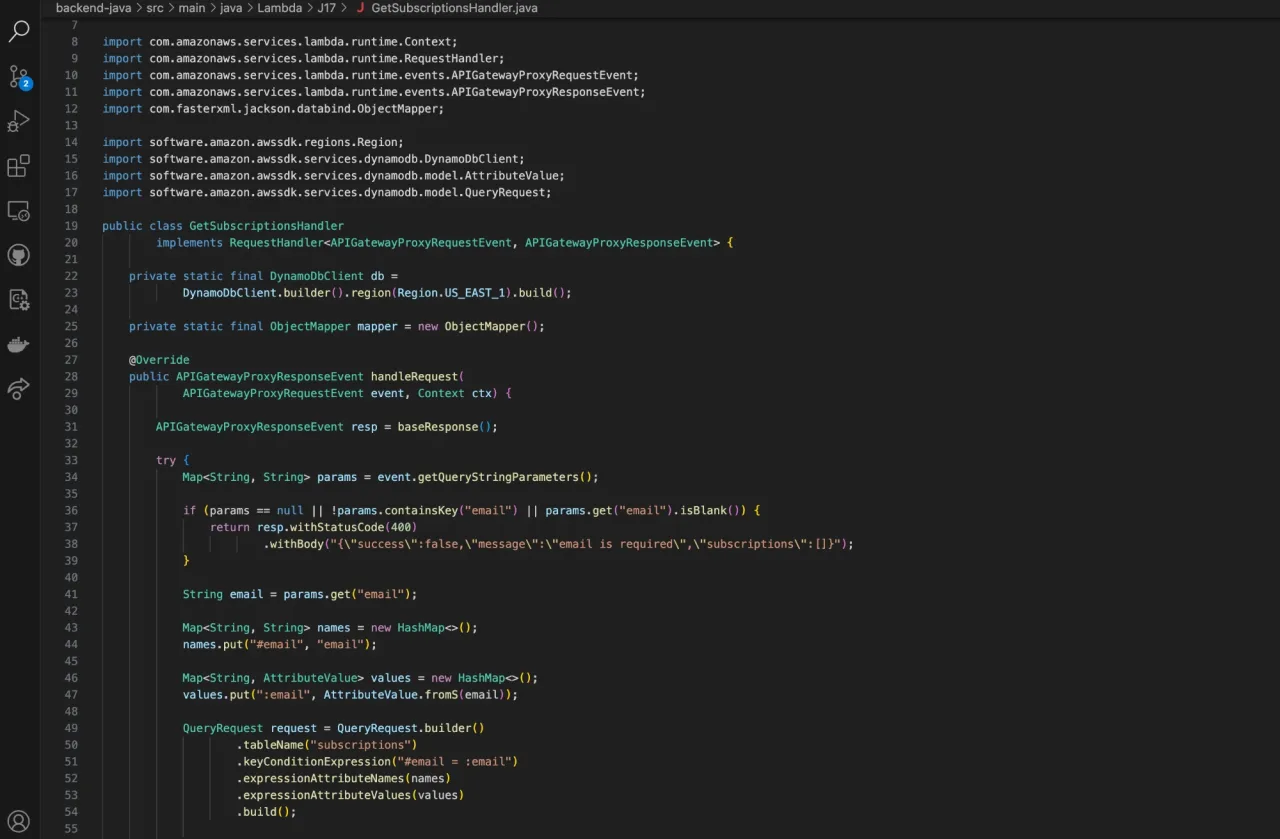 backend-java > src > main > java > Lambda > J17 > J GetSubscriptionsHandler.java
7
8 import com.amazonaws.services.lambda.runtime.Context;
9 import com.amazonaws.services.lambda.runtime.RequestHandler;
10 import com.amazonaws.services.lambda.runtime.events.APIGatewayProxyRequestEvent;
11 import com.amazonaws.services.lambda.runtime.events.APIGatewayProxyResponseEvent;
12 import com.fasterxml.jackson.databind.ObjectMapper;
13
14 import software.amazon.awssdk.regions.Region;
15 import software.amazon.awssdk.services.dynamodb.DynamoDbClient;
16 import software.amazon.awssdk.services.dynamodb.model.AttributeValue;
17 import software.amazon.awssdk.services.dynamodb.model.QueryRequest;
18
19 public class GetSubscriptionsHandler
20         implements RequestHandler<APIGatewayProxyRequestEvent, APIGatewayProxyResponseEvent> {
21
22     private static final DynamoDbClient db =
23             DynamoDbClient.builder().region(Region.US_EAST_1).build();
24
25     private static final ObjectMapper mapper = new ObjectMapper();
26
27     @Override
28     public APIGatewayProxyResponseEvent handleRequest(
29             APIGatewayProxyRequestEvent event, Context ctx) {
30
31         APIGatewayProxyResponseEvent resp = baseResponse();
32
33         try {
34             Map<String, String> params = event.getQueryStringParameters();
35
36             if (params == null || !params.containsKey("email") || params.get("email").isBlank()) {
37                 return resp.withStatusCode(400)
38                         .withBody("{\"success\":false,\"message\":\"email is required\",\"subscriptions\":[]}");
39             }
40
41             String email = params.get("email");
42
43             Map<String, String> names = new HashMap<>();
44             names.put("#email", "email");
45
46             Map<String, AttributeValue> values = new HashMap<>();
47             values.put(":email", AttributeValue.fromS(email));
48
49             QueryRequest request = QueryRequest.builder()
50                     .tableName("subscriptions")
51                     .keyConditionExpression("#email = :email")
52                     .expressionAttributeNames(names)
53                     .expressionAttributeValues(values)
54                     .build();
55
2